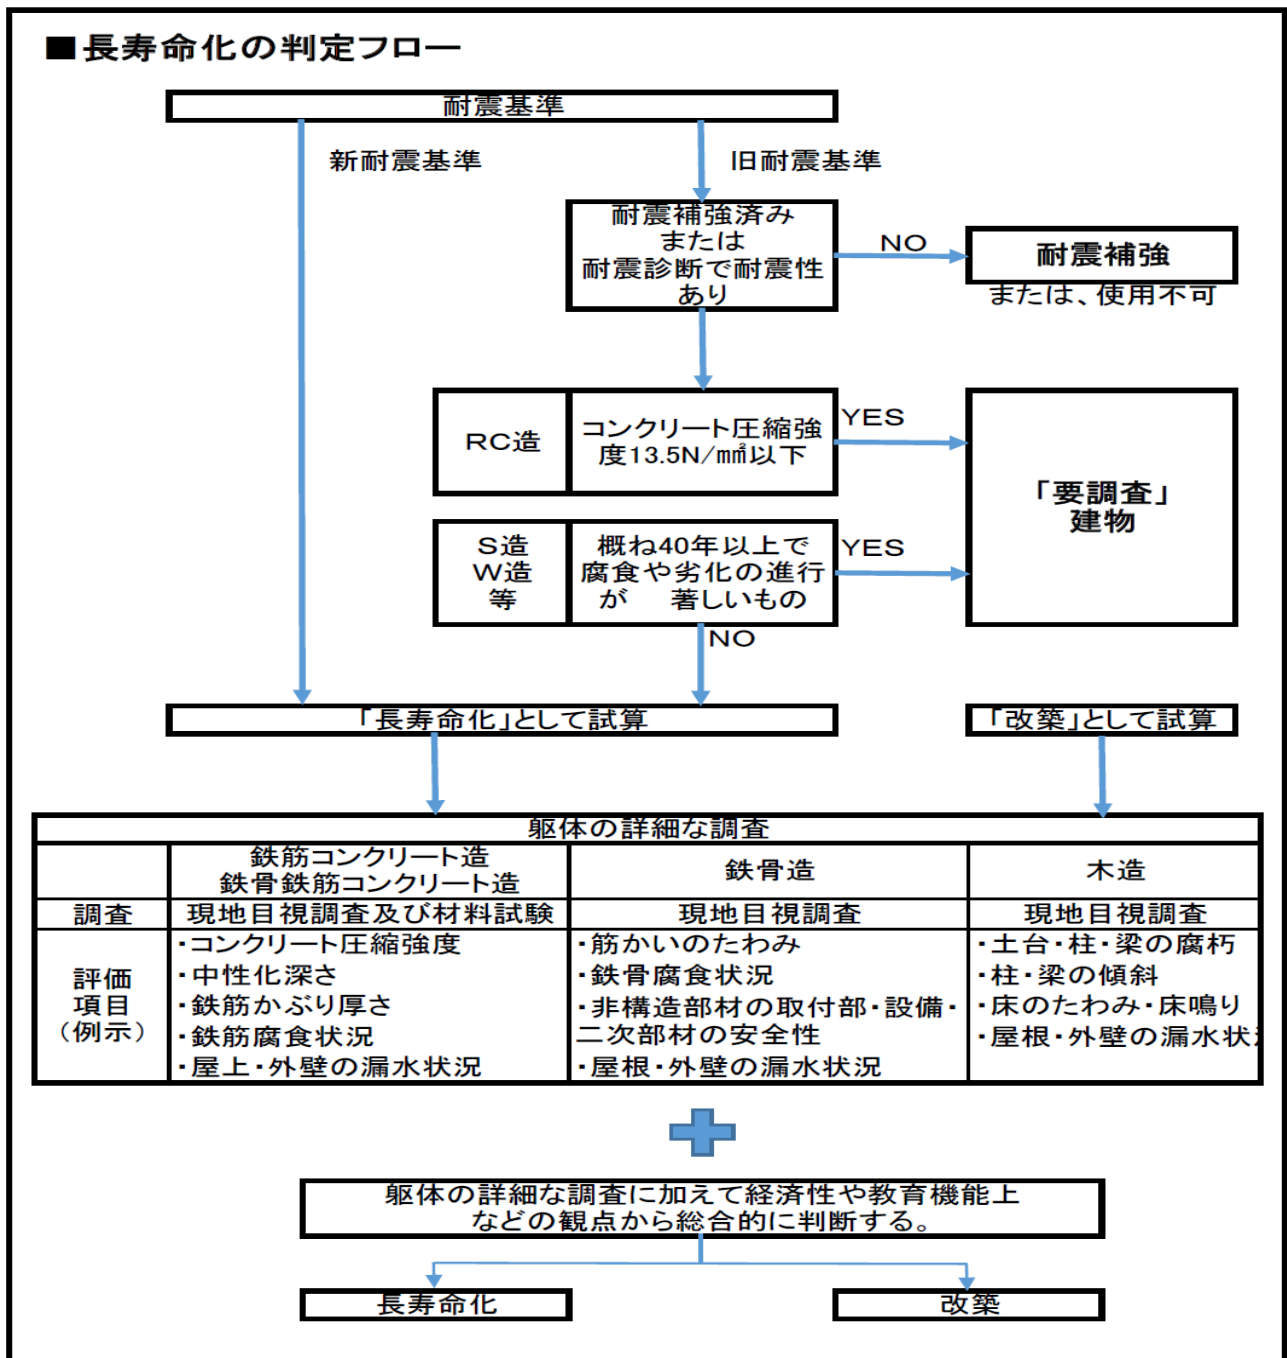 ■長寿命化の判定フロー
耐震基準
新耐震基準
旧耐震基準
耐震補強済み
または
耐震診断で耐震性
あり
NO
耐震補強
または、使用不可
RC造
コンクリート圧縮強
度13.5N/㎟以下
YES
「要調査」
建物
S造
W造
等
概ね40年以上で
腐食や劣化の進行
が　著しいもの
YES
NO
「長寿命化」として試算
「改築」として試算
躯体の詳細な調査
鉄筋コンクリート造
鉄骨鉄筋コンクリート造
鉄骨造
木造
調査
現地目視調査及び材料試験
現地目視調査
現地目視調査
評価
項目
（例示）
・コンクリート圧縮強度
・中性化深さ
・鉄筋かぶり厚さ
・鉄筋腐食状況
・屋上・外壁の漏水状況
・筋かいのたわみ
・鉄骨腐食状況
・非構造部材の取付部・設備・
二次部材の安全性
・屋根・外壁の漏水状況
・土台・柱・梁の腐朽
・柱・梁の傾斜
・床のたわみ・床鳴り
・屋根・外壁の漏水状況
躯体の詳細な調査に加えて経済性や教育機能上
などの観点から総合的に判断する。
長寿命化
改築